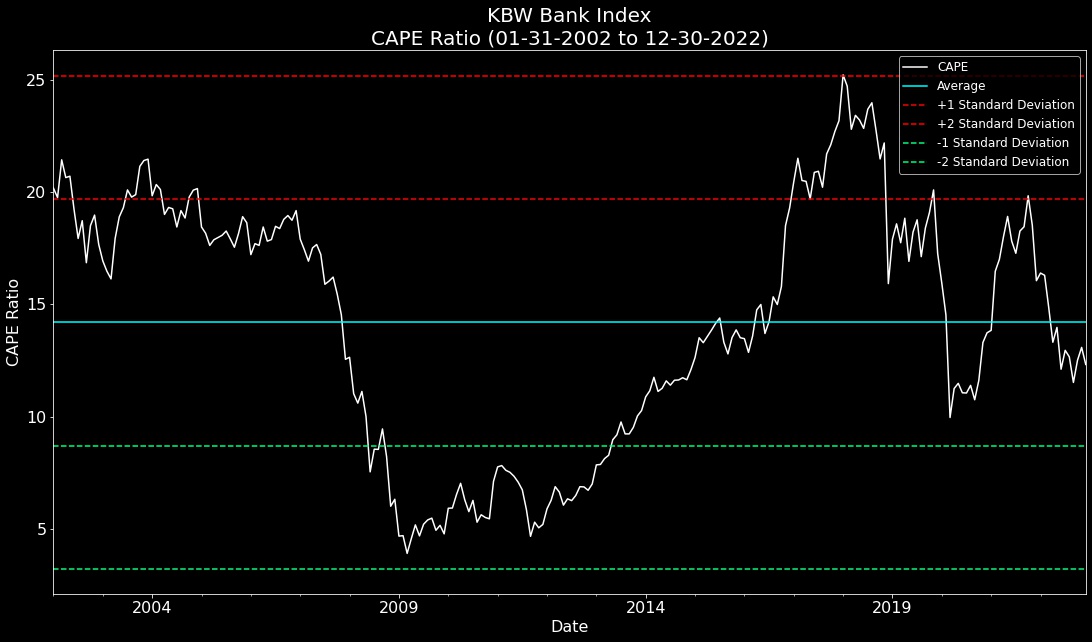 KBW Bank Index
CAPE Ratio (01-31-2002 to 12-30-2022)
CAPE
Average
+1 Standard Deviation
+2 Standard Deviation
-1 Standard Deviation
-2 Standard Deviation
CAPE Ratio
25
20
15
10
5
2004
2009
2014
2019
Date